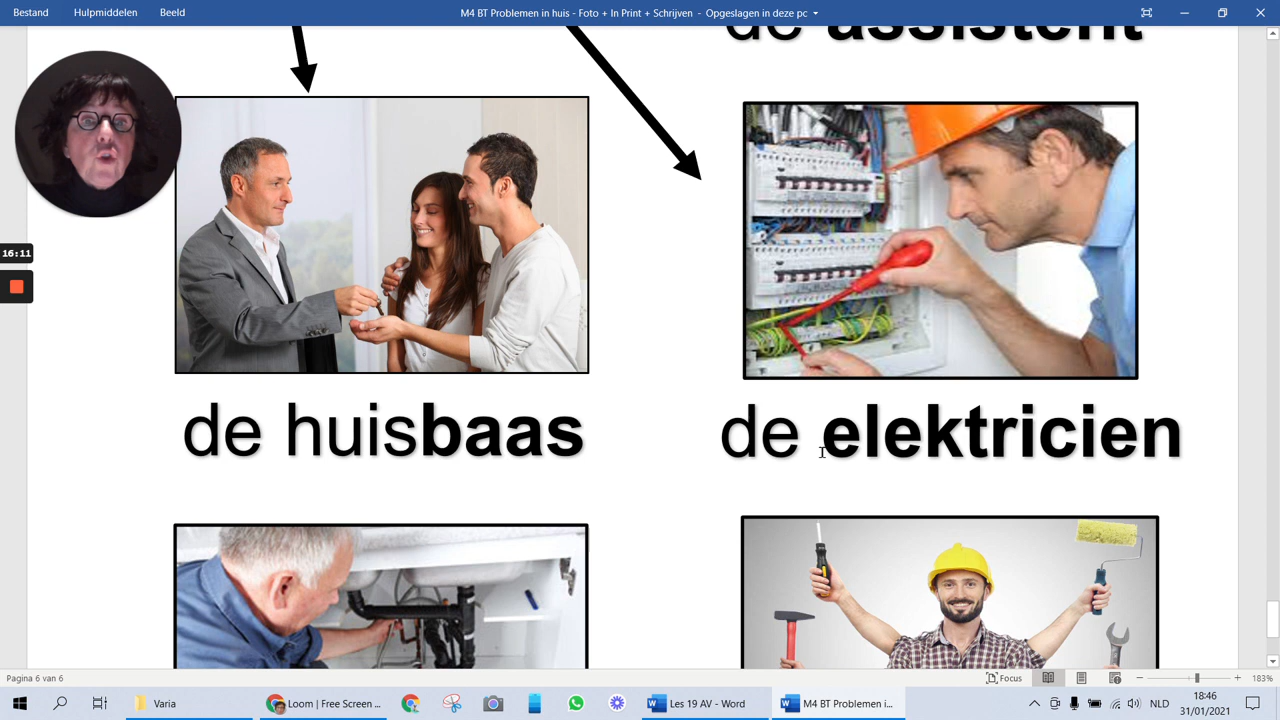 Bestand Hulpmiddelen Beeld
M4 BT Problemen in huis - Foto + In Print + Schrijven - Opgeslagen in deze pc
de assistent
16:11
de huisbaas
de elektricien
Pagina 6 van 6
Focus
183%
Varia
Loom | Free Screen ...
Les 19 AV - Word
M4 BT Problemen i...
NLD
18:46
31/01/2021